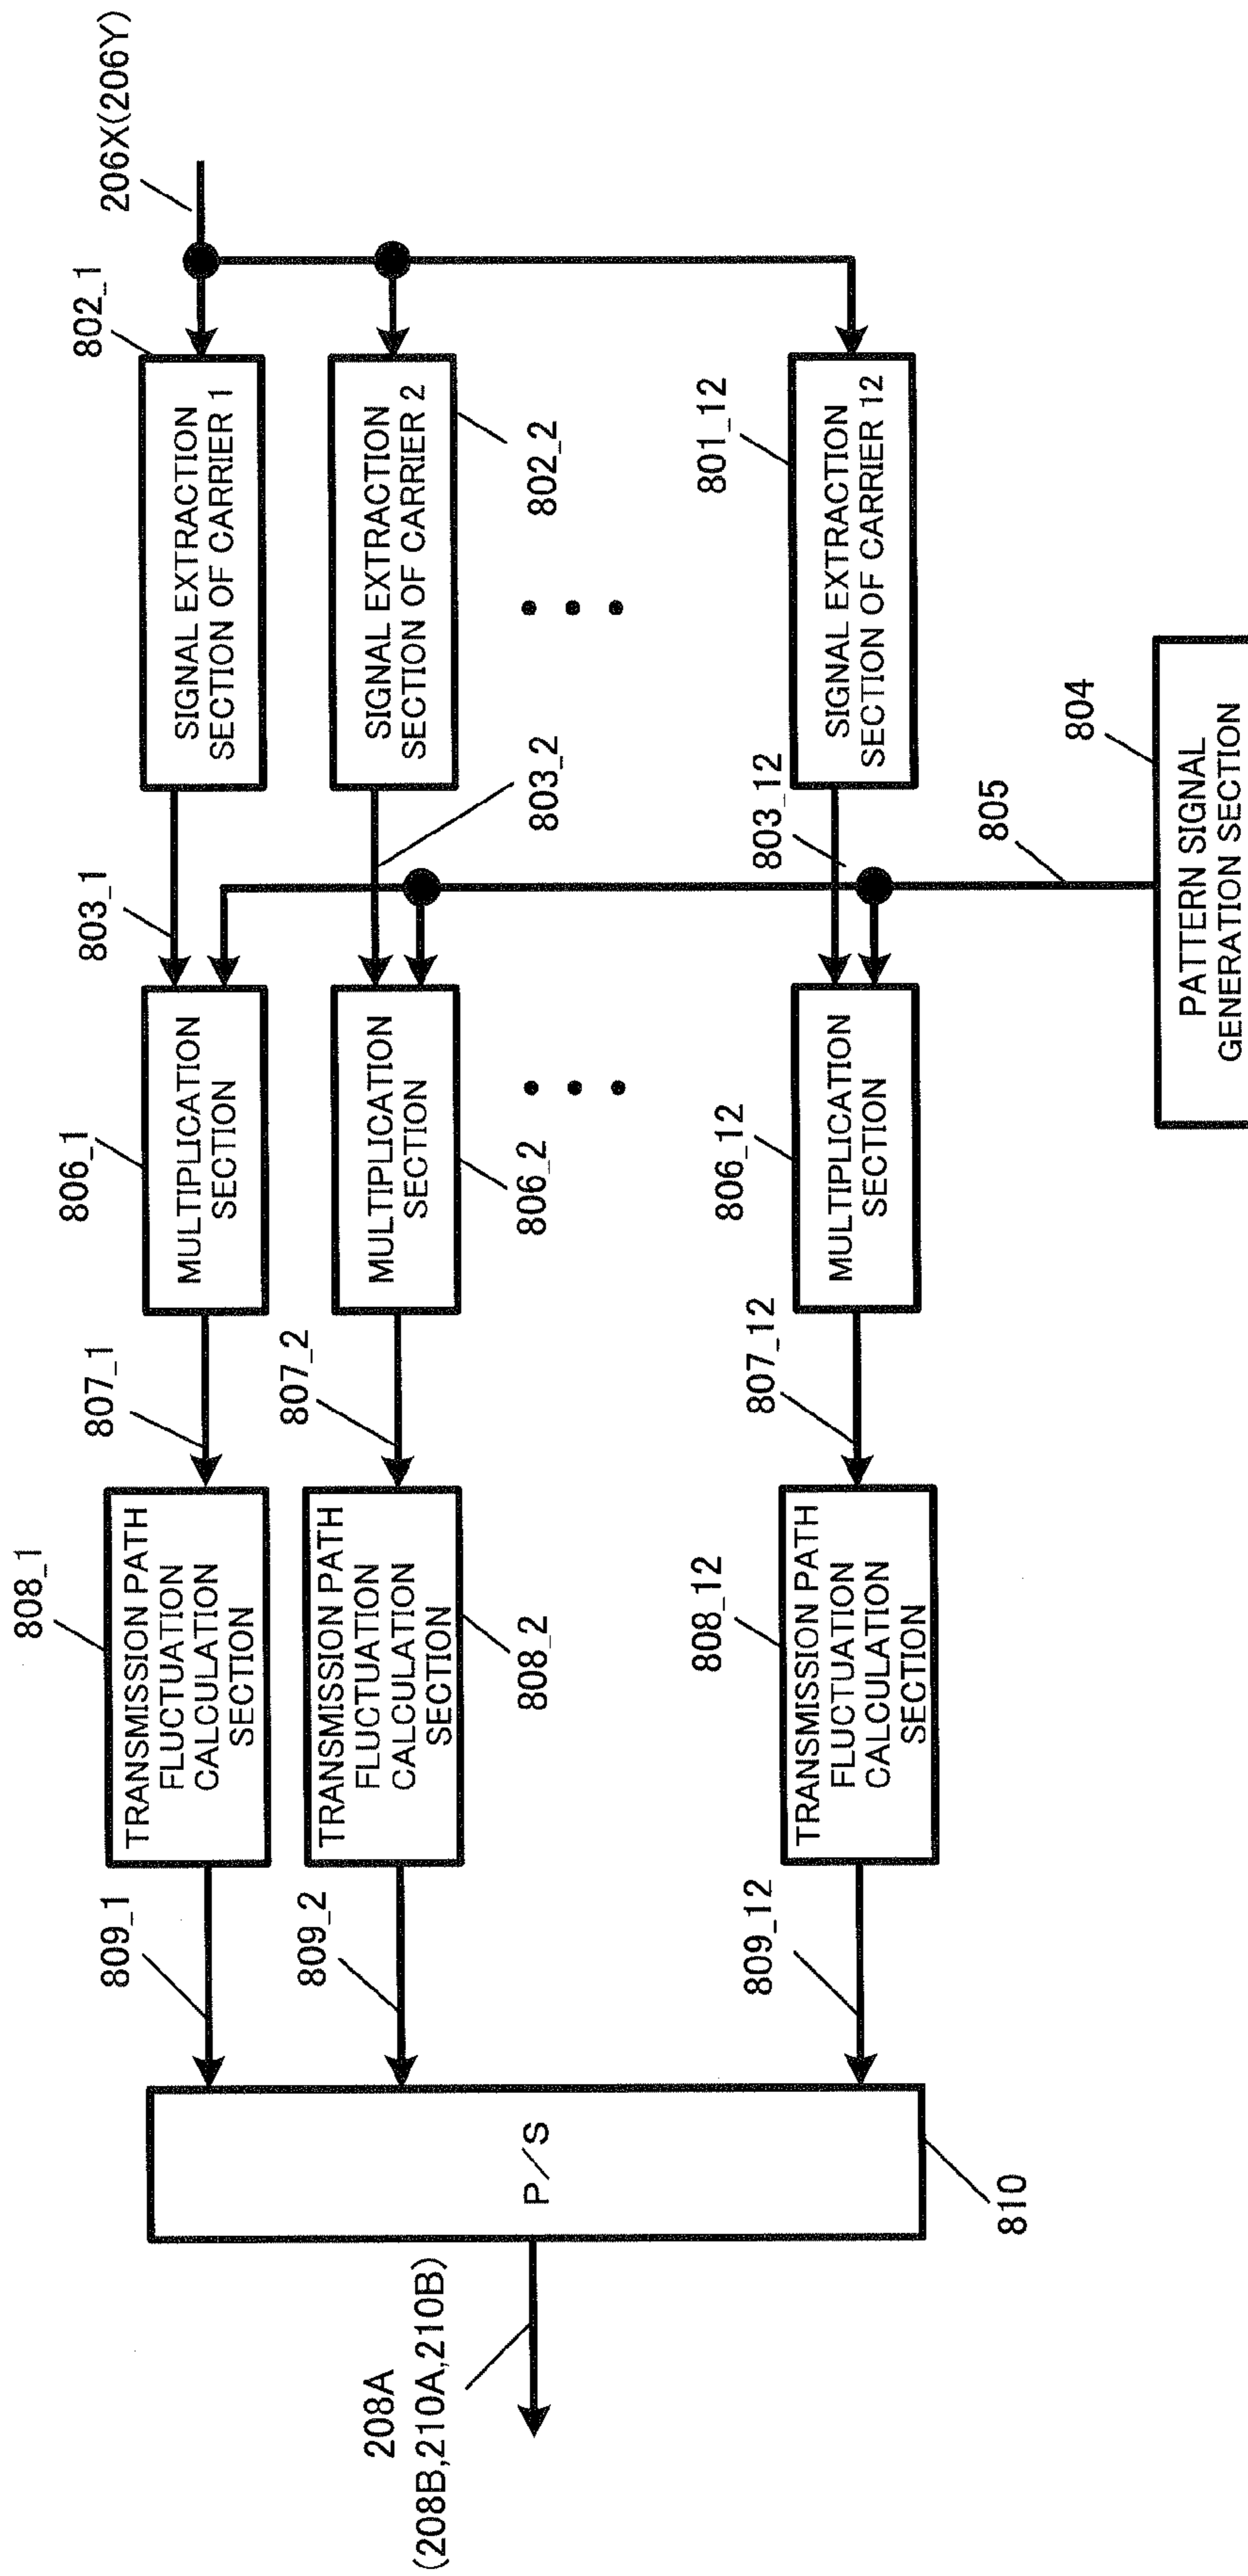 206X(206Y)
802_1
SIGNAL EXTRACTION
SECTION OF CARRIER 1
803_1
806_1
MULTIPLICATION
SECTION
807_1
808_1
TRANSMISSION PATH
FLUCTUATION
CALCULATION
SECTION
809_1
SIGNAL EXTRACTION
SECTION OF CARRIER 2
802_2
803_2
MULTIPLICATION
SECTION
806_2
807_2
TRANSMISSION PATH
FLUCTUATION
CALCULATION
SECTION
808_2
809_2
801_12
SIGNAL EXTRACTION
SECTION OF CARRIER 12
803_12
806_12
MULTIPLICATION
SECTION
807_12
808_12
TRANSMISSION PATH
FLUCTUATION
CALCULATION
SECTION
809_12
P/S
810
208A
(208B,210A,210B)
805
804
PATTERN SIGNAL
GENERATION SECTION